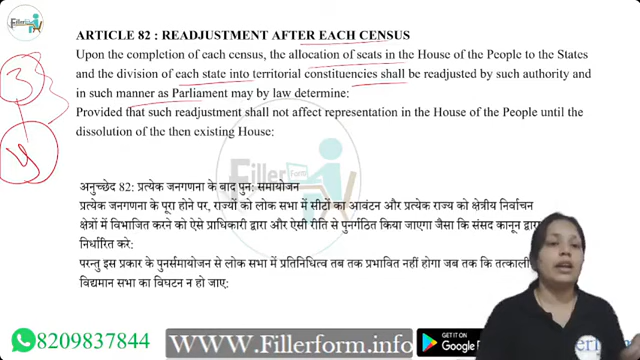 Fillerform
Fillerform
ARTICLE 82 : READJUSTMENT AFTER EACH CENSUS
Upon the completion of each census, the allocation of seats in the House of the People to the States
and the division of each state into territorial constituencies shall be readjusted by such authority and
in such manner as Parliament may by law determine:
Provided that such readjustment shall not affect representation in the House of the People until the
dissolution of the then existing House:
3
Filler
अनुच्छेद 82: प्रत्येक जनगणना के बाद पुन: समायोजन
प्रत्येक जनगणना के पूरा होने पर, राज्यों को लोक सभा में सीटों का आवंटन और प्रत्येक राज्य को क्षेत्रीय निर्वाचन
क्षेत्रों में विभाजित करने को ऐसे प्राधिकारी द्वारा और ऐसी रीति से पुनर्गठित किया जाएगा जैसा कि संसद कानून द्वारा
निर्धारित करे:
परन्तु इस प्रकार के पुनर्समायोजन से लोक सभा में प्रतिनिधित्व तब तक प्रभावित नहीं होगा जब तक कि तत्काली
विद्यमान सभा का विघटन न हो जाए:
8209837844
www.Fillerform.info
GET IT ON
Google